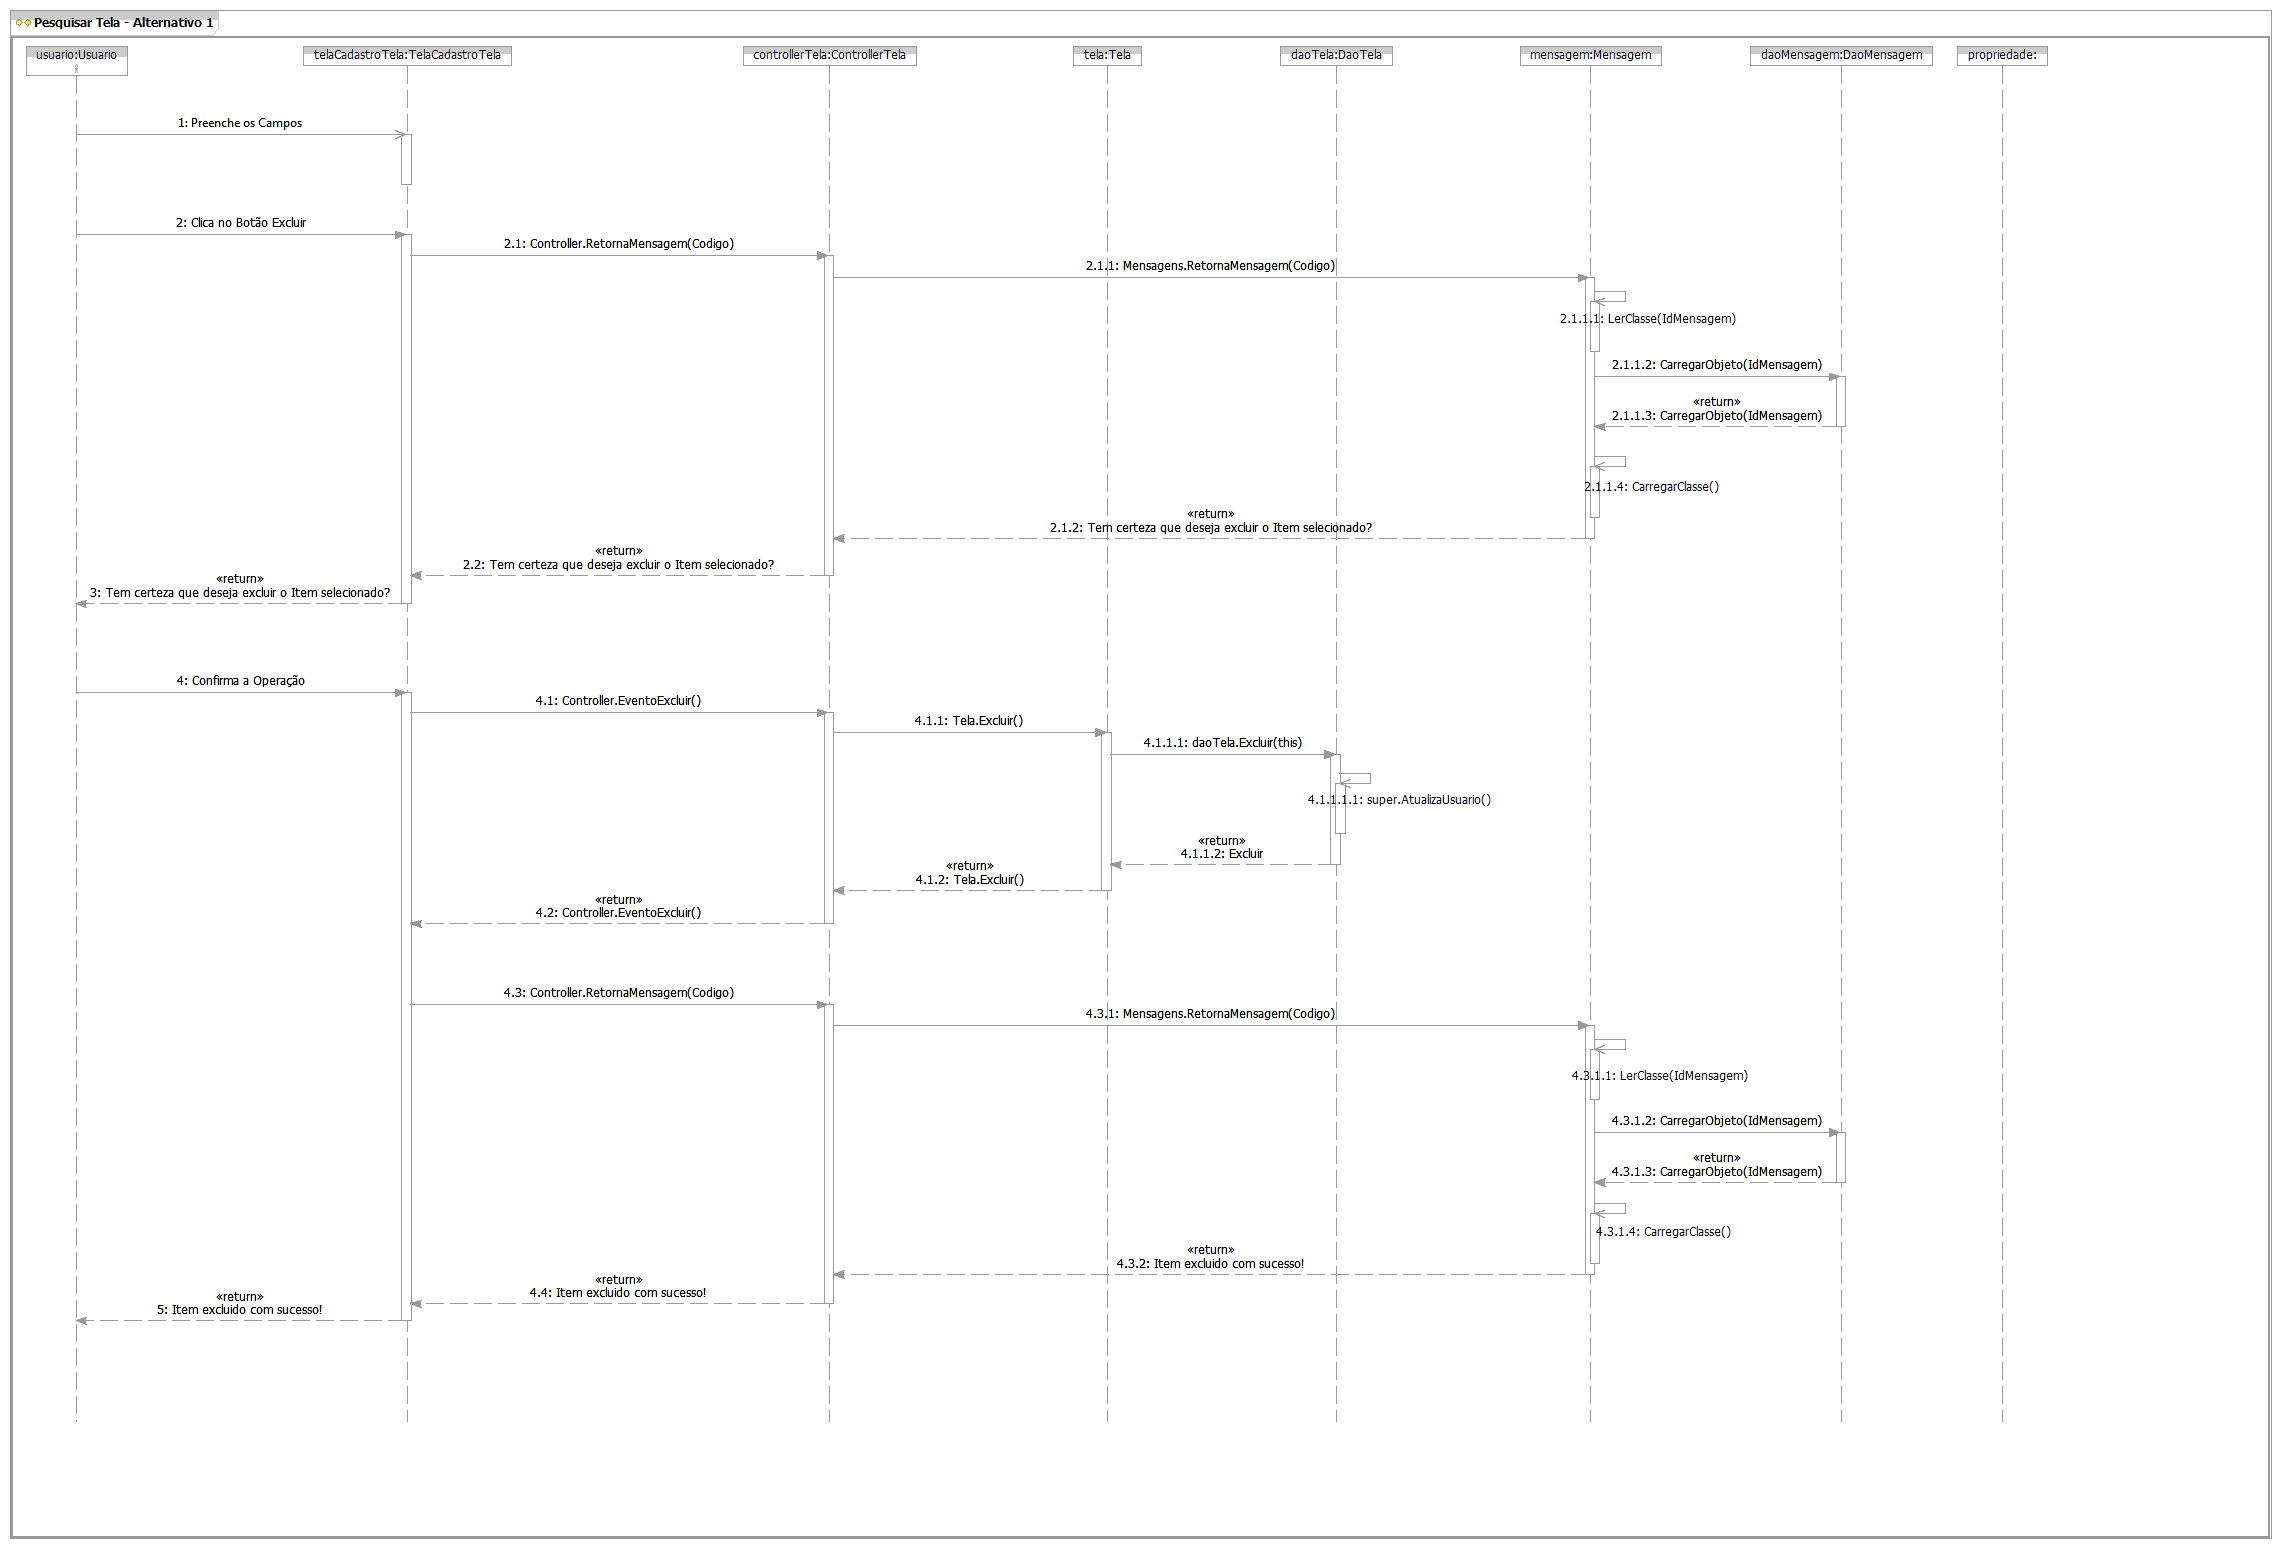 Pesquisar Tela - Alternativo 1
usuario:Usuario
telaCadastroTela:TelaCadastroTela
controllerTela:ControllerTela
tela:Tela
daoTela:DaoTela
mensagem:Mensagem
daoMensagem:DaoMensagem
propriedade:
1: Preenche os Campos
2: Clica no Botão Excluir
2.1: Controller.RetornaMensagem(Codigo)
2.1.1: Mensagens.RetornaMensagem(Codigo)
2.1.1.1: LerClasse(IdMensagem)
2.1.1.2: CarregarObjeto(IdMensagem)
«return»
2.1.1.3: CarregarObjeto(IdMensagem)
2.1.1.4: CarregarClasse()
«return»
2.1.2: Tem certeza que deseja excluir o Item selecionado?
«return»
2.2: Tem certeza que deseja excluir o Item selecionado?
«return»
3: Tem certeza que deseja excluir o Item selecionado?
4: Confirma a Operação
4.1: Controller.EventoExcluir()
4.1.1: Tela.Excluir()
4.1.1.1: daoTela.Excluir(this)
4.1.1.1.1: super.AtualizaUsuario()
«return»
4.1.1.2: Excluir
«return»
4.1.2: Tela.Excluir()
«return»
4.2: Controller.EventoExcluir()
4.3: Controller.RetornaMensagem(Codigo)
4.3.1: Mensagens.RetornaMensagem(Codigo)
4.3.1.1: LerClasse(IdMensagem)
4.3.1.2: CarregarObjeto(IdMensagem)
«return»
4.3.1.3: CarregarObjeto(IdMensagem)
4.3.1.4: CarregarClasse()
«return»
4.3.2: Item excluido com sucesso!
«return»
4.4: Item excluido com sucesso!
«return»
5: Item excluido com sucesso!